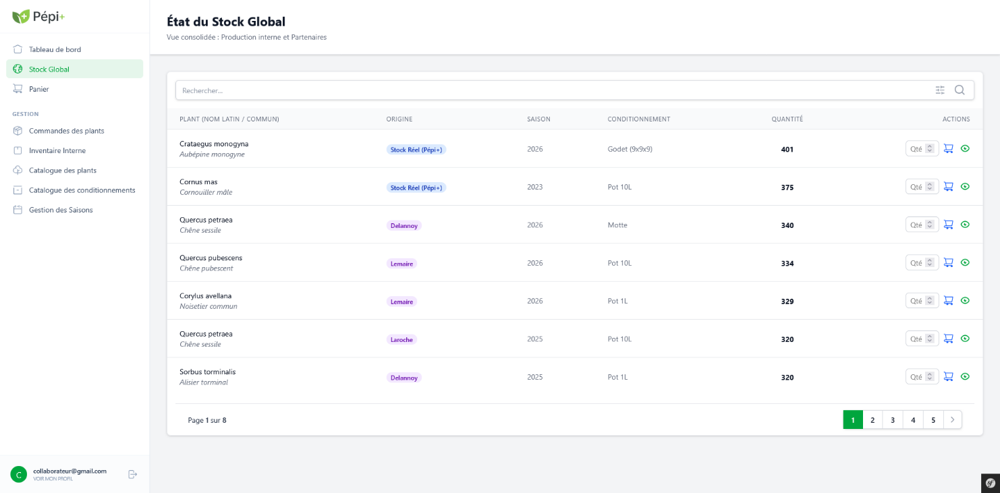 Pépi+
Tableau de bord
Stock Global
Panier
GESTION
Commandes des plants
Inventaire Interne
Catalogue des plants
Catalogue des conditionnements
Gestion des Saisons
C
collaborateur@gmail.com
VOIR MON PROFIL
État du Stock Global
Vue consolidée : Production interne et Partenaires
Rechercher...
PLANT (NOM LATIN / COMMUN) ORIGINE SAISON CONDITIONNEMENT QUANTITÉ ACTIONS
Crataegus monogyna
Aubépine monogyne
Stock Réel (Pépi+) 2026 Godet (9x9x9) 401 Qté
Cornus mas
Cornouiller mâle
Stock Réel (Pépi+) 2023 Pot 10L 375 Qté
Quercus petraea
Chêne sessile
Delannoy 2026 Motte 340 Qté
Quercus pubescens
Chêne pubescent
Lemaire 2026 Pot 10L 334 Qté
Corylus avellana
Noisetier commun
Lemaire 2026 Pot 1L 329 Qté
Quercus petraea
Chêne sessile
Laroche 2025 Pot 10L 320 Qté
Sorbus torminalis
Alisier torminal
Delannoy 2025 Pot 1L 320 Qté
Page 1 sur 8
1 2 3 4 5
sf